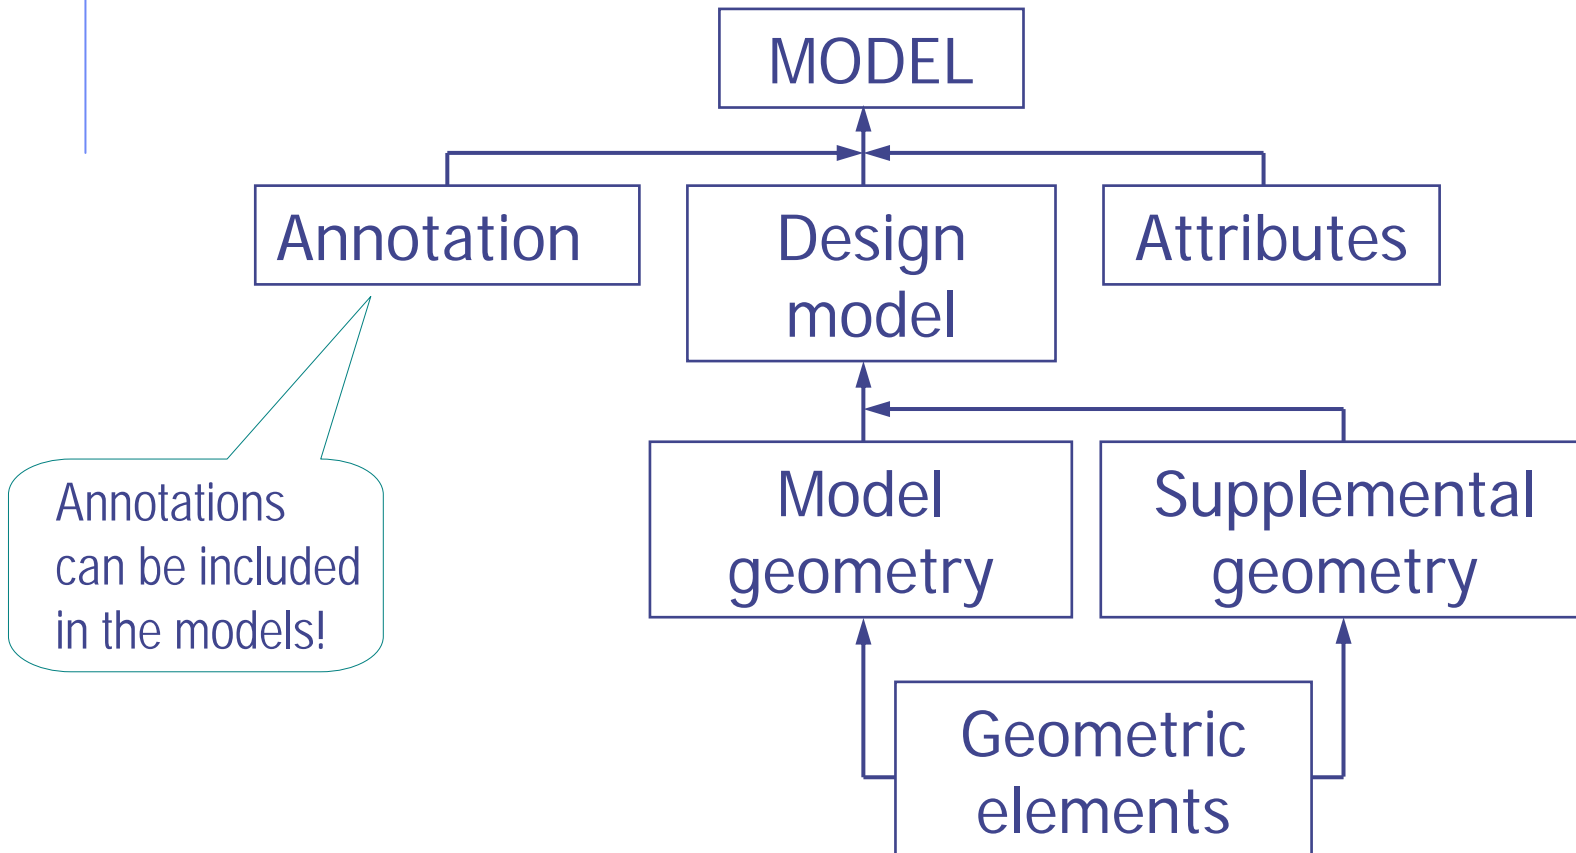 MODEL
Annotation
Design
model
Attributes
Annotations
can be included
in the models!
Model
geometry
Supplemental
geometry
Geometric
elements